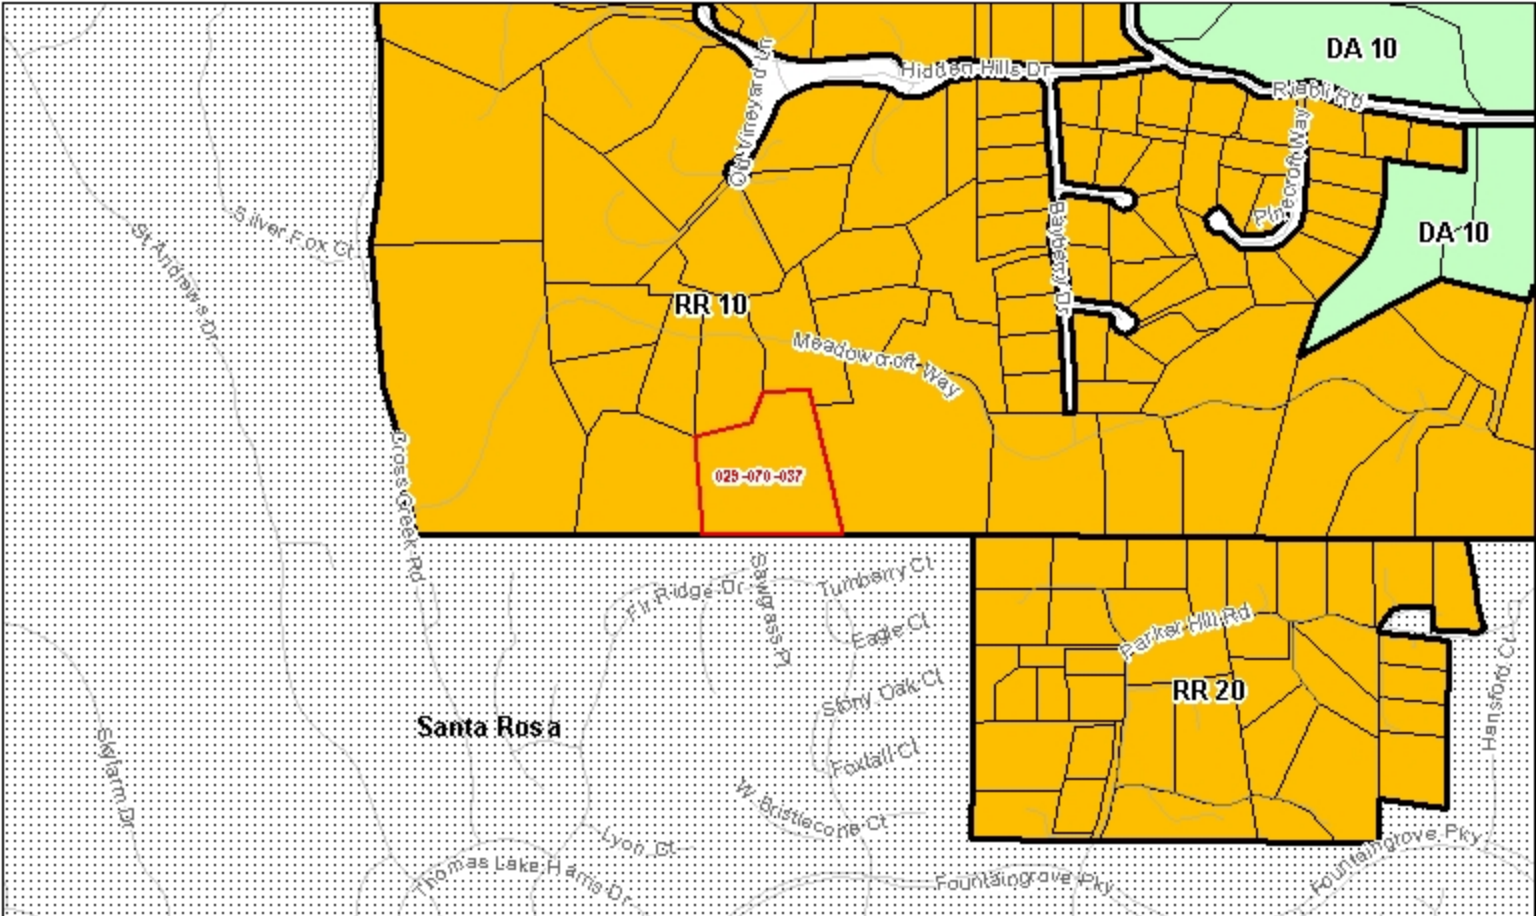 DA 10
Hidden Hills Dr
Riebli Rd
Old Vineyard Ln
Pinecroft Way
Silver Fox Ct
St Andrews Dr
Bayberry Dr
DA 10
RR 10
Meadowcroft Way
029-070-037
Cross Creek Rd
Fir Ridge Dr
Sawgrass Pl
Turnberry Ct
Eagle Ct
Parker Hill Rd
Hansford Ct
Stony Oak Ct
RR 20
Santa Rosa
Foxtail Ct
Skyfarm Dr
W Bristlecone Ct
Lyon Ct
Thomas Lake Harris Dr
Fountaingrove Pky
Fountaingrove Pky